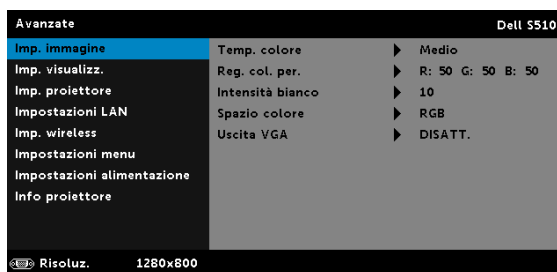 Avanzate Dell S510
Imp. immagine Temp. colore Medio
Imp. visualizz. Reg. col. per. R: 50 G: 50 B: 50
Imp. proiettore Intensità bianco 10
Impostazioni LAN Spazio colore RGB
Imp. wireless Uscita VGA DISATT.
Impostazioni menu
Impostazioni alimentazione
Info proiettore
Risoluz. 1280x800